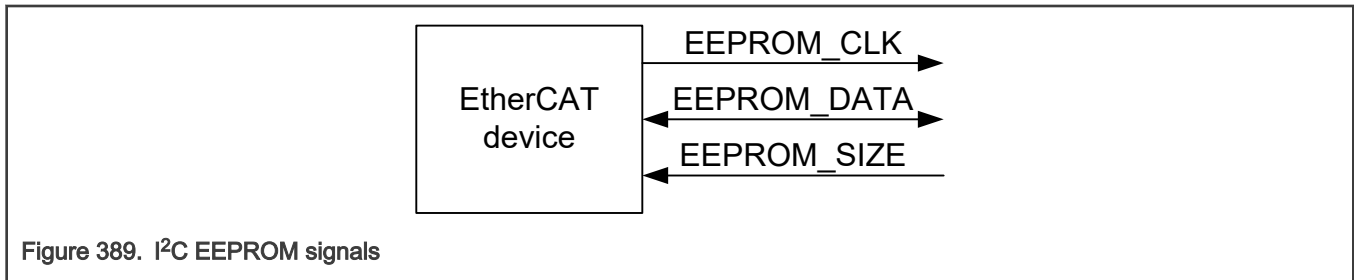 EEPROM_CLK
EtherCAT
device
EEPROM_DATA
EEPROM_SIZE
Figure 389. I²C EEPROM signals